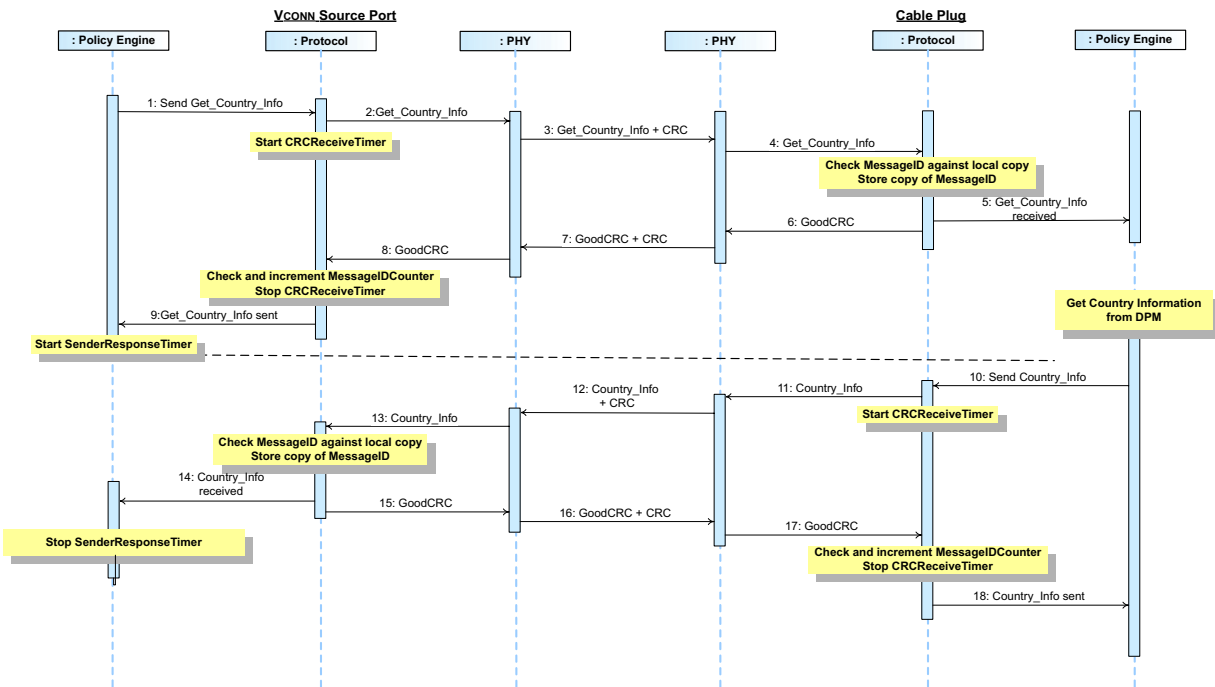 VCONN Source Port
Cable Plug
: Policy Engine
: Protocol
: PHY
: PHY
: Protocol
: Policy Engine
1: Send Get_Country_Info
2:Get_Country_Info
Start CRCReceiveTimer
3: Get_Country_Info + CRC
4: Get_Country_Info
Check MessageID against local copy
Store copy of MessageID
5: Get_Country_Info
received
6: GoodCRC
7: GoodCRC + CRC
8: GoodCRC
Check and increment MessageIDCounter
Stop CRCReceiveTimer
9:Get_Country_Info sent
Start SenderResponseTimer
Get Country Information
from DPM
10: Send Country_Info
11: Country_Info
Start CRCReceiveTimer
12: Country_Info
+ CRC
13: Country_Info
Check MessageID against local copy
Store copy of MessageID
14: Country_Info
received
15: GoodCRC
16: GoodCRC + CRC
17: GoodCRC
Stop SenderResponseTimer
Check and increment MessageIDCounter
Stop CRCReceiveTimer
18: Country_Info sent